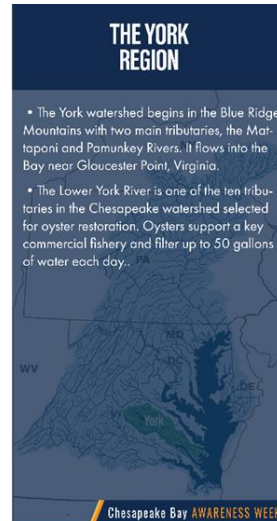 THE YORK
REGION
• The York watershed begins in the Blue Ridge
Mountains with two main tributaries, the Mat-
taponi and Pamunkey Rivers. It flows into the
Bay near Gloucester Point, Virginia.
• The Lower York River is one of the ten tribu-
taries in the Chesapeake watershed selected
for oyster restoration. Oysters support a key
commercial fishery and filter up to 50 gallons
of water each day..
PA
MD
DC
WV
DE
York
Chesapeake Bay AWARENESS WEEK